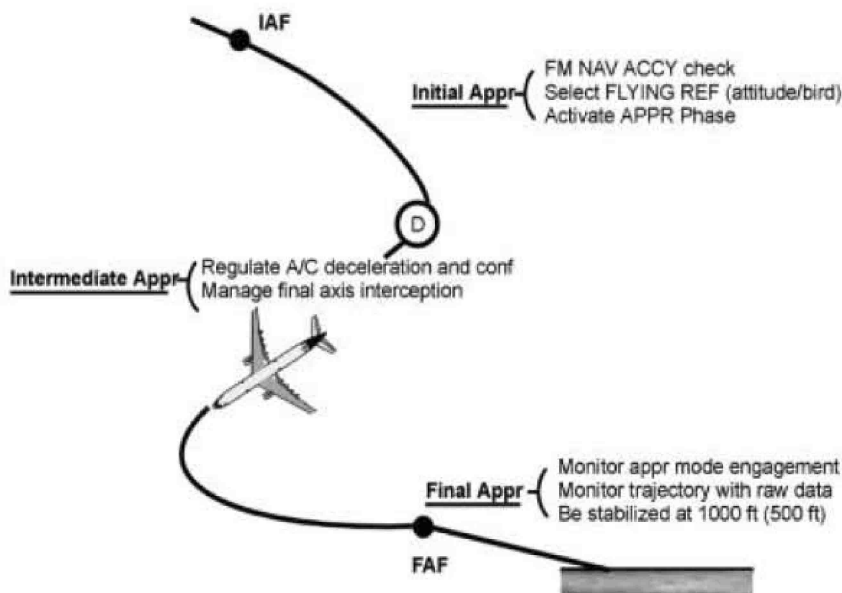 IAF
FM NAV ACCY check
Initial Appr
Select FLYING REF (attitude/bird)
Activate APPR Phase
D
Regulate A/C deceleration and conf
Intermediate Appr
Manage final axis interception
Monitor appr mode engagement
Final Appr
Monitor trajectory with raw data
Be stabilized at 1000 ft (500 ft)
FAF